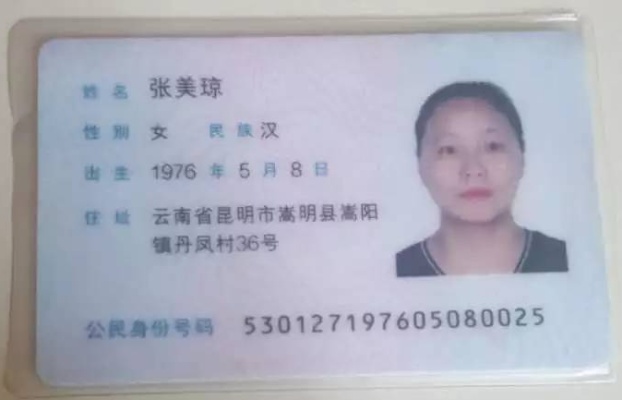 姓名 张美琼
性别 女 民族 汉
出生 1976 年 5 月 8 日
住址 云南省昆明市嵩明县嵩阳
镇丹凤村36号
公民身份号码 530127197605080025